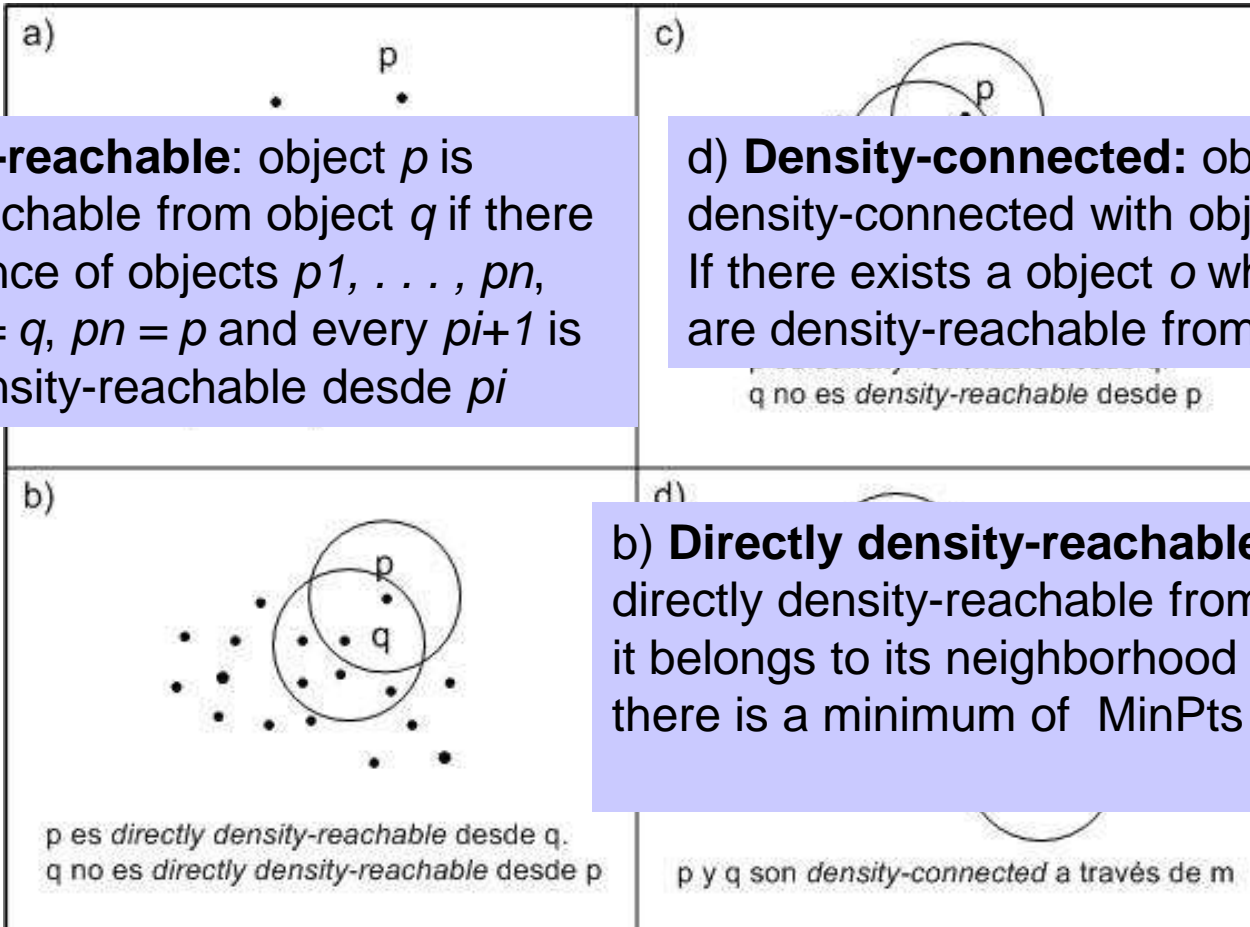 a)
p
-reachable: object p is
chable from object q if there
nce of objects p1, . . . , pn,
= q, pn = p and every pi+1 is
nsity-reachable desde pi
c)
p
d) Density-connected: ob
density-connected with obj
If there exists a object o wh
are density-reachable from
q no es density-reachable desde p
b)
p
q
p es directly density-reachable desde q.
q no es directly density-reachable desde p
d)
b) Directly density-reachable
directly density-reachable from
it belongs to its neighborhood
there is a minimum of MinPts
p y q son density-connected a través de m